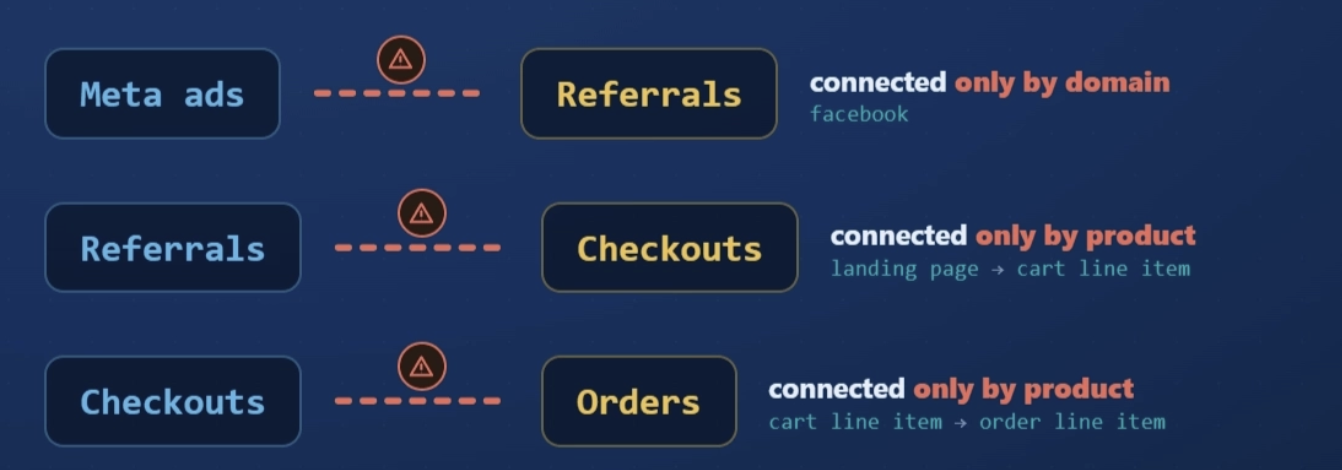 Meta ads
Referrals
connected only by domain
facebook
Referrals
Checkouts
connected only by product
landing page → cart line item
Checkouts
Orders
connected only by product
cart line item → order line item